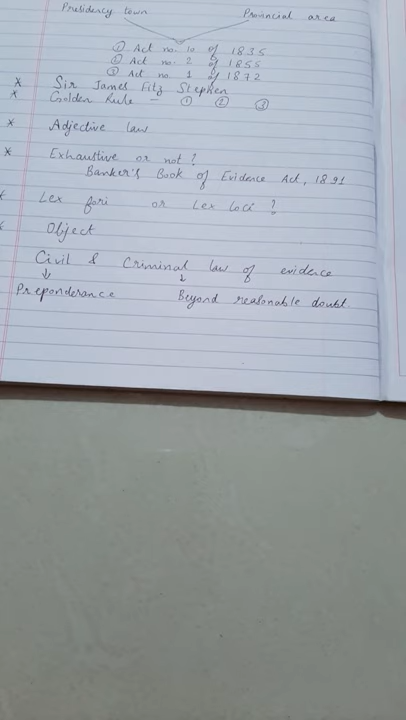 Presidency town Provincial area
① Act no. 10 of 1835
② Act no. 2 of 1855
③ Act no 1 of 1872
* Sir James Fitz Stephen
* Golden Rule - ① ② ③
* Adjective law
* Exhaustive or not?
Banker's Book of Evidence Act, 1891
* Lex fori or Lex loci?
* Object
Civil & Criminal law of evidence
↓ ↓
Preponderance Beyond reasonable doubt